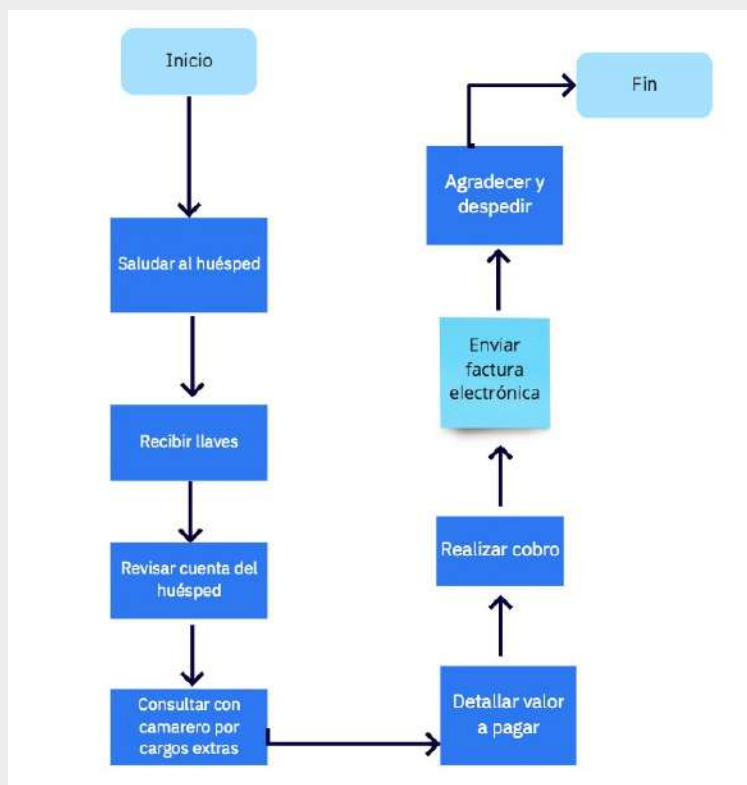 Inicio
Saludar al huésped
Recibir llaves
Revisar cuenta del
huésped
Consultar con
camarero por
cargos extras
Detallar valor
a pagar
Realizar cobro
Enviar
factura
electrónica
Agradecer y
despedir
Fin